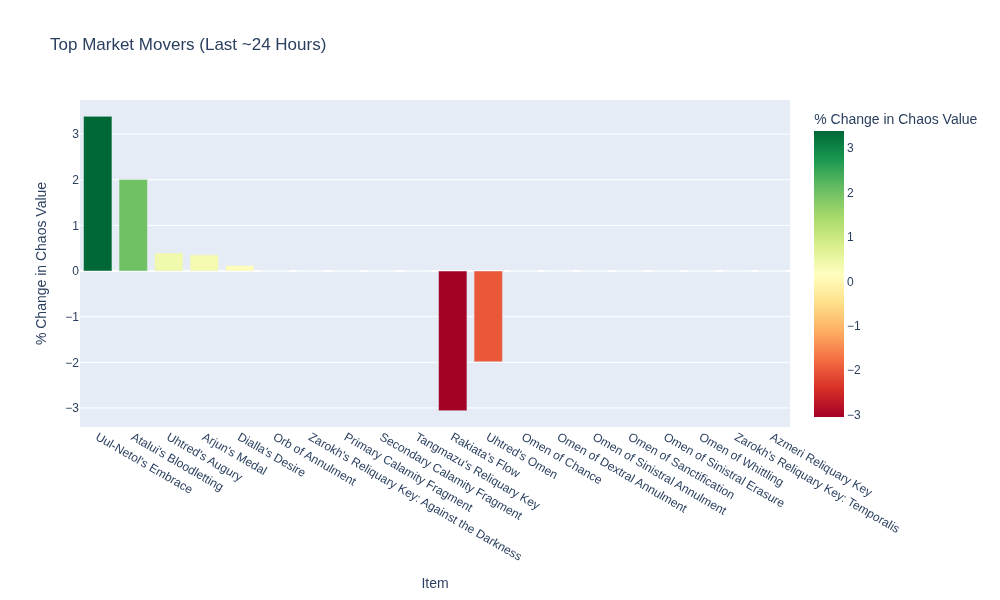 Top Market Movers (Last ~24 Hours)
% Change in Chaos Value
3
2
1
0
−1
−2
−3
Uul-Netol's Embrace
Atalui's Bloodletting
Uhtred's Augury
Arjun's Medal
Dialla's Desire
Orb of Annulment
Zarokh's Reliquary Key: Against the Darkness
Primary Calamity Fragment
Secondary Calamity Fragment
Tangmazu's Reliquary Key
Rakiata's Flow
Uhtred's Omen
Omen of Chance
Omen of Dextral Annulment
Omen of Sinistral Annulment
Omen of Sanctification
Omen of Sinistral Erasure
Omen of Whittling
Zarokh's Reliquary Key: Temporalis
Azmeri Reliquary Key
Item
% Change in Chaos Value
3
2
1
0
−1
−2
−3